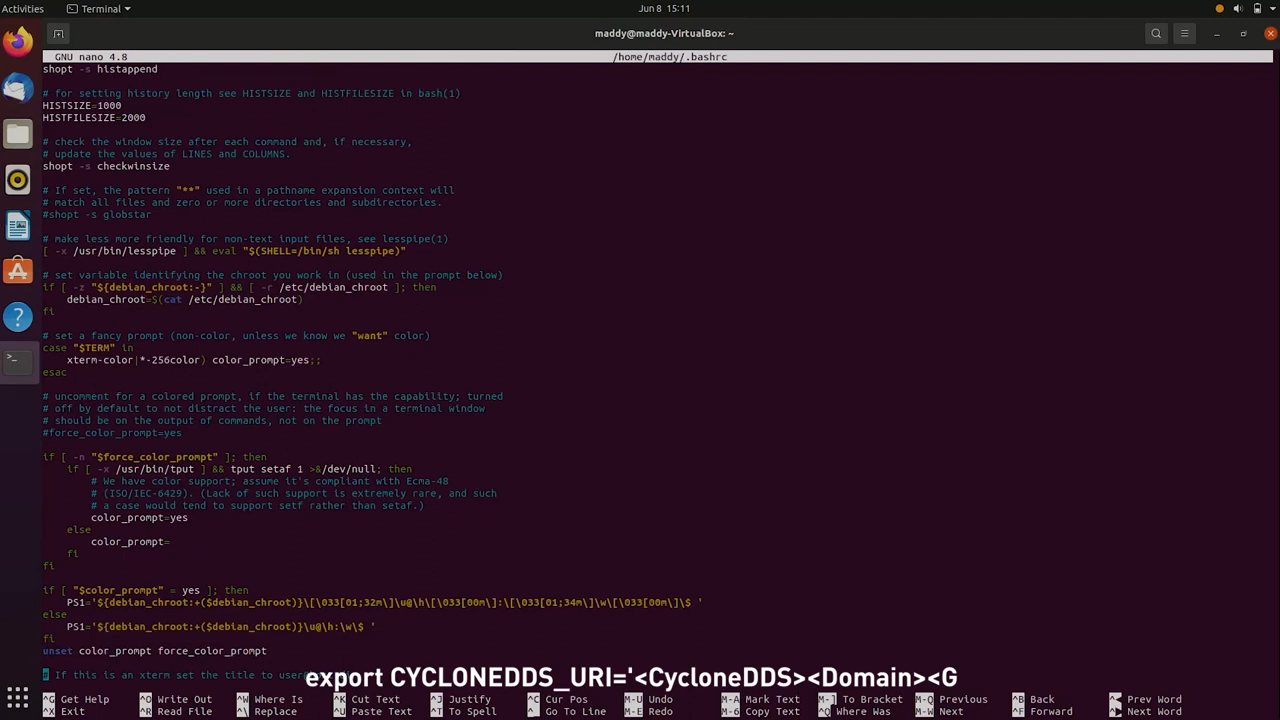 Activities
Terminal
Jun 8 15:11
maddy@maddy-VirtualBox: ~
GNU nano 4.8
/home/maddy/.bashrc
shopt -s histappend
# for setting history length see HISTSIZE and HISTFILESIZE in bash(1)
HISTSIZE=1000
HISTFILESIZE=2000
# check the window size after each command and, if necessary,
# update the values of LINES and COLUMNS.
shopt -s checkwinsize
# If set, the pattern "**" used in a pathname expansion context will
# match all files and zero or more directories and subdirectories.
#shopt -s globstar
# make less more friendly for non-text input files, see lesspipe(1)
[ -x /usr/bin/lesspipe ] && eval "$(SHELL=/bin/sh lesspipe)"
# set variable identifying the chroot you work in (used in the prompt below)
if [ -z "${debian_chroot:-}" ] && [ -r /etc/debian_chroot ]; then
    debian_chroot=$(cat /etc/debian_chroot)
fi
# set a fancy prompt (non-color, unless we know we "want" color)
case "$TERM" in
    xterm-color|*-256color) color_prompt=yes;;
esac
# uncomment for a colored prompt, if the terminal has the capability; turned
# off by default to not distract the user: the focus in a terminal window
# should be on the output of commands, not on the prompt
#force_color_prompt=yes
if [ -n "$force_color_prompt" ]; then
    if [ -x /usr/bin/tput ] && tput setaf 1 >&/dev/null; then
        # We have color support; assume it's compliant with Ecma-48
        # (ISO/IEC-6429). (Lack of such support is extremely rare, and such
        # a case would tend to support setf rather than setaf.)
        color_prompt=yes
    else
        color_prompt=
    fi
fi
if [ "$color_prompt" = yes ]; then
    PS1='${debian_chroot:+($debian_chroot)}\[\033[01;32m\]\u@\h\[\033[00m\]:\[\033[01;34m\]\w\[\033[00m\]\$ '
else
    PS1='${debian_chroot:+($debian_chroot)}\u@\h:\w\$ '
fi
unset color_prompt force_color_prompt
# If this is an xterm set the title to
export CYCLONEDDS_URI='<CycloneDDS><Domain><G
^G Get Help ^O Write Out ^W Where Is ^K Cut Text ^J Justify ^C Cur Pos M-U Undo M-A Mark Text M-] To Bracket M-Q Previous ^B Back ^◀ Prev Word
^X Exit ^R Read File ^\ Replace ^U Paste Text ^T To Spell ^_ Go To Line M-E Redo M-6 Copy Text ^Q Where Was M-W Next ^F Forward ^▶ Next Word